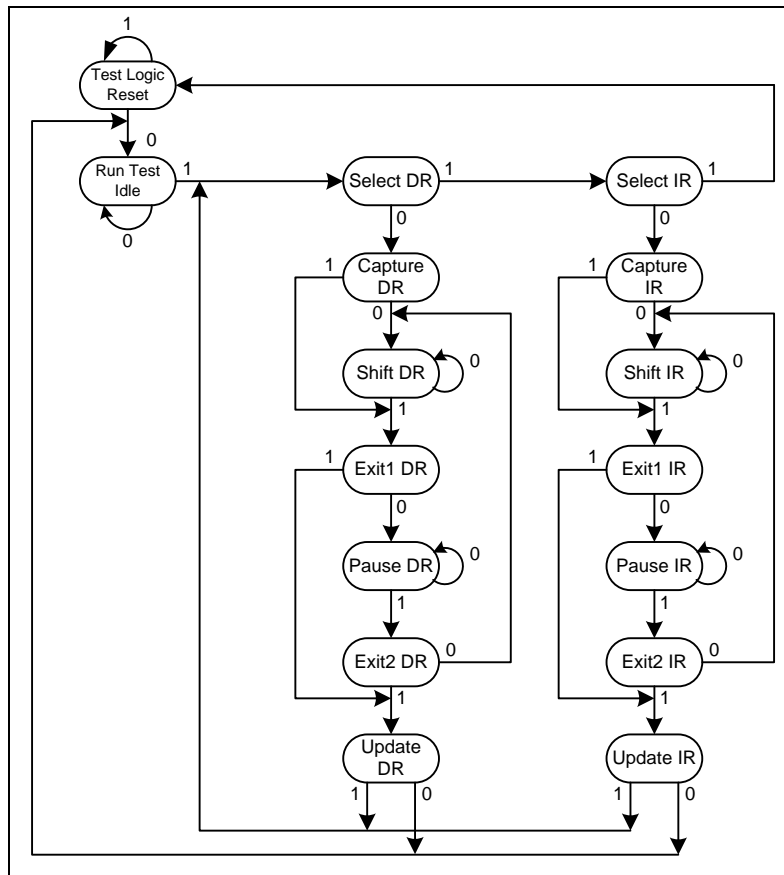 1
Test Logic
Reset
0
Run Test
Idle
1
0
Select DR
1
Select IR
1
0
0
1
Capture
DR
1
Capture
IR
0
0
Shift DR
0
Shift IR
0
1
1
1
Exit1 DR
1
Exit1 IR
0
0
Pause DR
0
Pause IR
0
1
1
Exit2 DR
0
Exit2 IR
0
1
1
Update
DR
Update IR
1
0
1
0